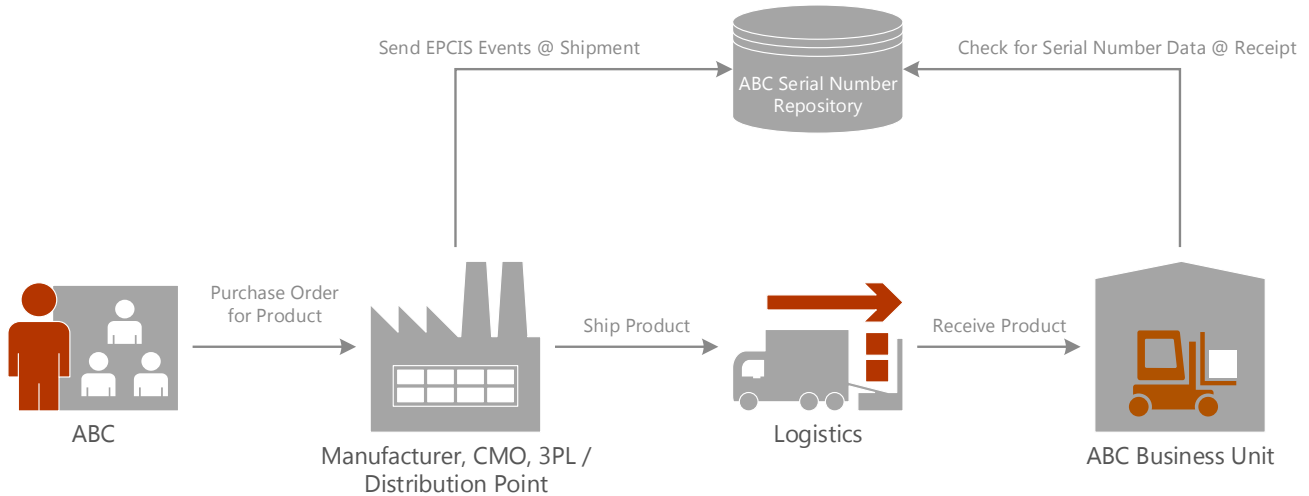 Send EPCIS Events @ Shipment
Check for Serial Number Data @ Receipt
ABC Serial Number
Repository
Purchase Order
for Product
Ship Product
Receive Product
ABC
Manufacturer, CMO, 3PL /
Distribution Point
Logistics
ABC Business Unit